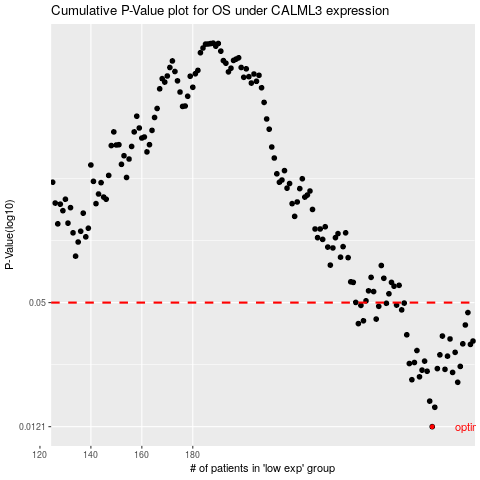 Cumulative P-Value plot for OS under CALML3 expression
P-Value(log10)
0.05
0.0121
optir
120 140 160 180
# of patients in 'low exp' group